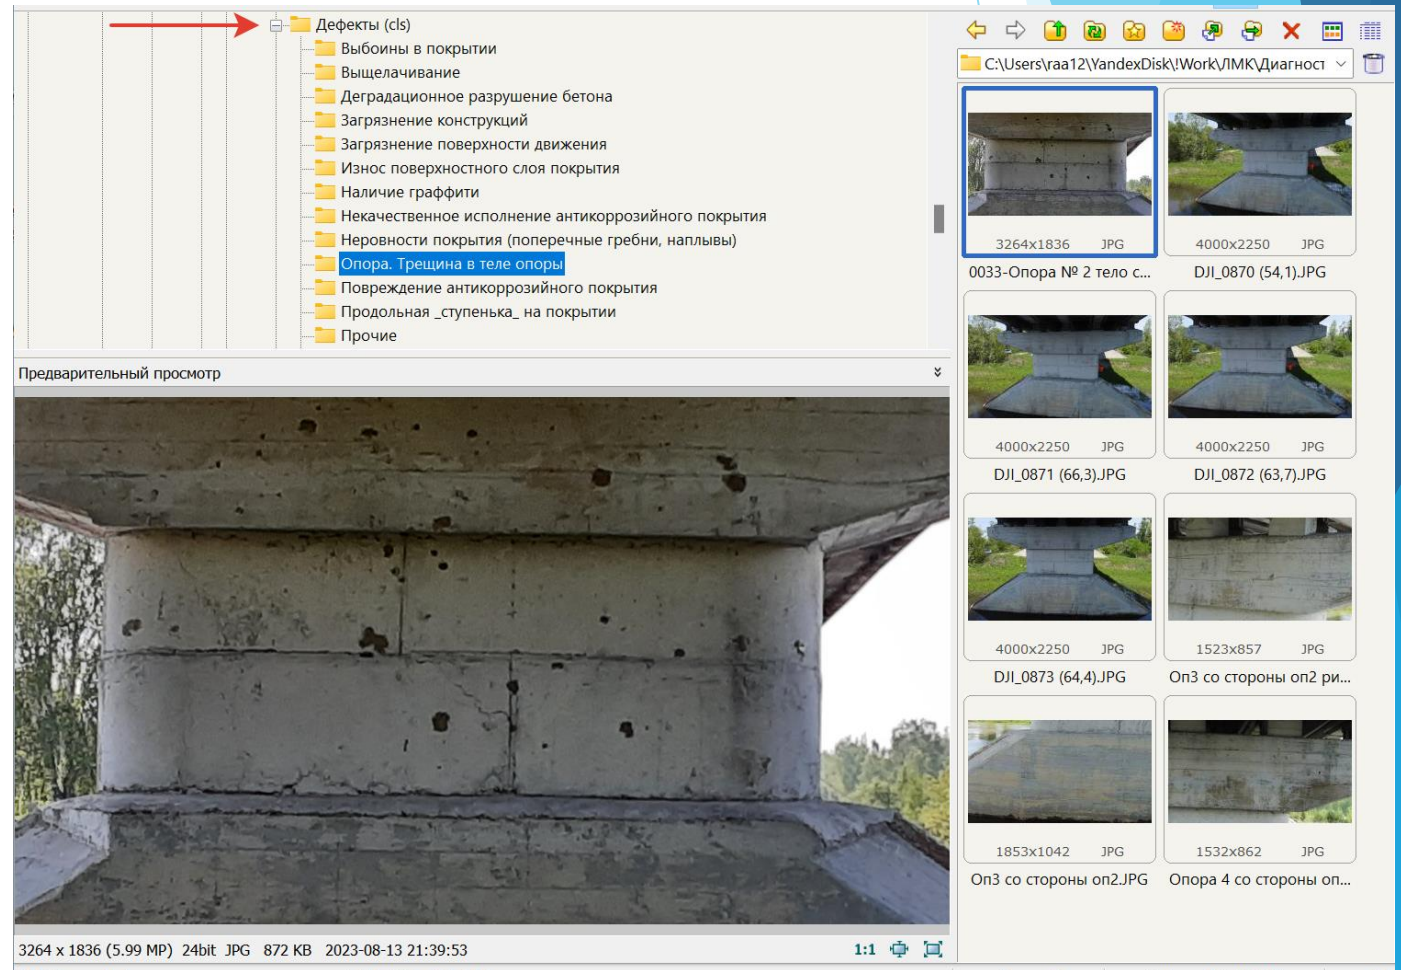 Дефекты (cls)
Выбоины в покрытии
Выщелачивание
Деградационное разрушение бетона
Загрязнение конструкций
Загрязнение поверхности движения
Износ поверхностного слоя покрытия
Наличие граффити
Некачественное исполнение антикоррозийного покрытия
Неровности покрытия (поперечные гребни, наплывы)
Опора. Трещина в теле опоры
Повреждение антикоррозийного покрытия
Продольная _ступенька_ на покрытии
Прочие
Предварительный просмотр
3264 x 1836 (5.99 MP) 24bit JPG 872 KB 2023-08-13 21:39:53
1:1
C:\Users\raa12\YandexDisk\!Work\ЛМК\Диагност
3264x1836 JPG
0033-Опора № 2 тело с...
4000x2250 JPG
DJI_0870 (54,1).JPG
4000x2250 JPG
DJI_0871 (66,3).JPG
4000x2250 JPG
DJI_0872 (63,7).JPG
4000x2250 JPG
DJI_0873 (64,4).JPG
1523x857 JPG
Оп3 со стороны оп2 ри...
1853x1042 JPG
Оп3 со стороны оп2.JPG
1532x862 JPG
Опора 4 со стороны оп...